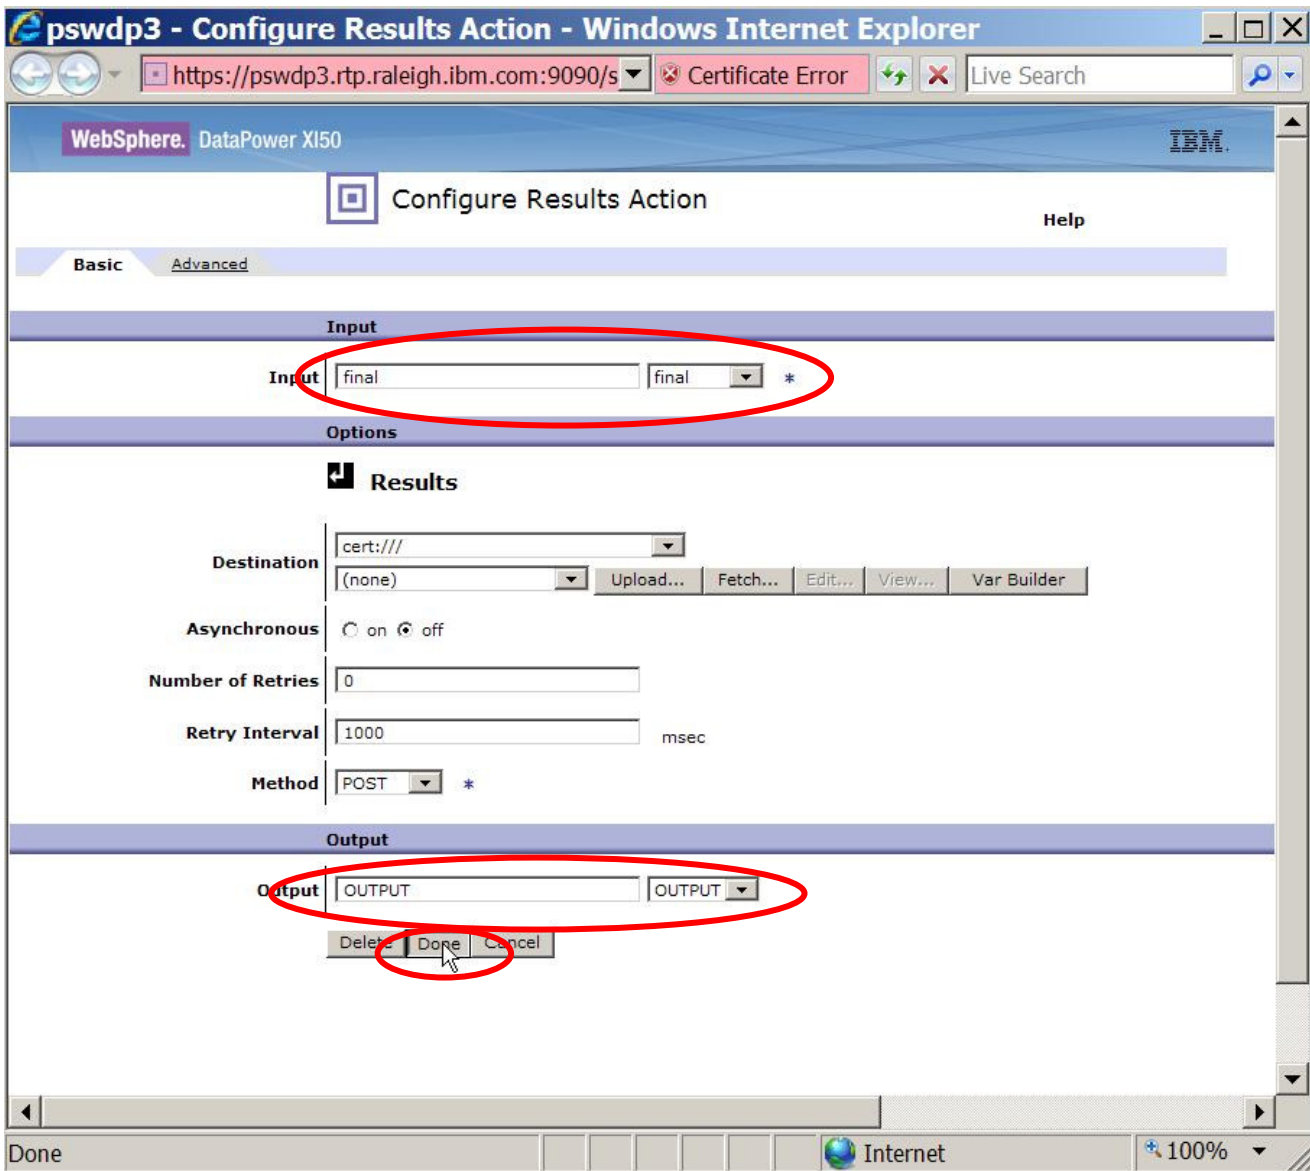 pswdp3 - Configure Results Action - Windows Internet Explorer
https://pswdp3.rtp.raleigh.ibm.com:9090/s Certificate Error Live Search
WebSphere. DataPower XI50 IBM.
Configure Results Action
Help
Basic Advanced
Input
Input final final *
Options
Results
Destination cert:///
(none) Upload... Fetch... Edit... View... Var Builder
Asynchronous on off
Number of Retries 0
Retry Interval 1000 msec
Method POST *
Output
Output OUTPUT OUTPUT
Delete Done Cancel
Done Internet 100%